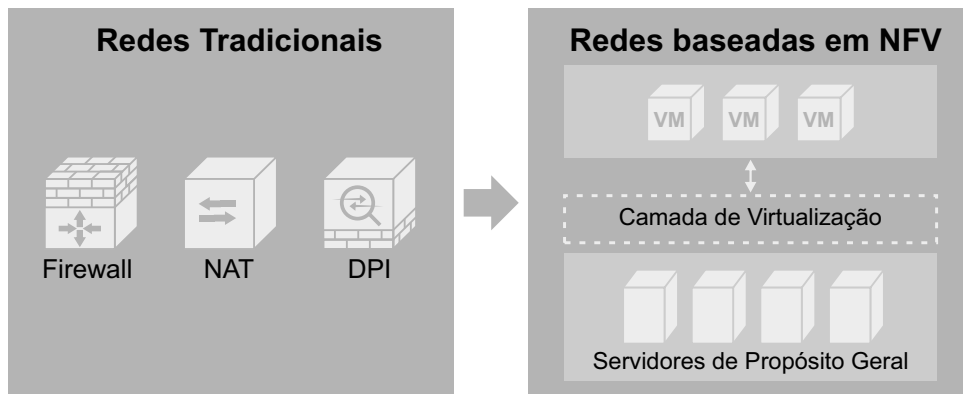 Redes Tradicionais
Firewall
NAT
DPI
Redes baseadas em NFV
VM
VM
VM
Camada de Virtualização
Servidores de Propósito Geral